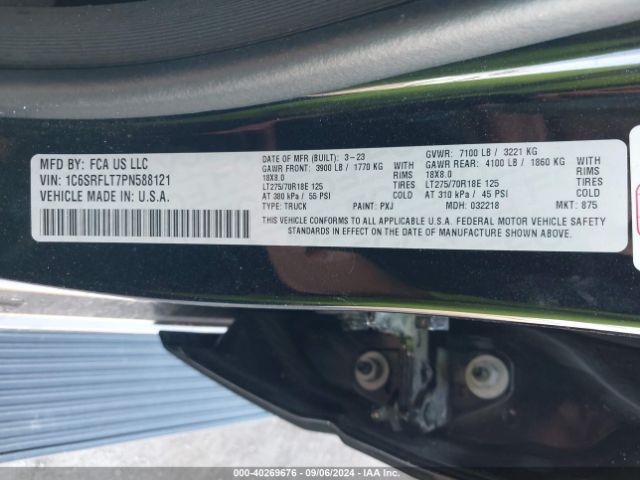 MFD BY: FCA US LLC
VIN: 1C6SRFLT7PN588121
VEHICLE MADE IN: U.S.A.
DATE OF MFR (BUILT): 3-23
GAWR FRONT: 3900 LB / 1770 KG
18X8.0 RIMS
LT275/70R18E 125 TIRES
AT 380 kPa / 55 PSI COLD
TYPE: TRUCK PAINT: PXJ MDH: 032218 MKT: 875
GVWR: 7100 LB / 3221 KG
GAWR REAR: 4100 LB / 1860 KG
18X8.0 RIMS
LT275/70R18E 125 TIRES
AT 310 kPa / 45 PSI COLD
THIS VEHICLE CONFORMS TO ALL APPLICABLE U.S.A. FEDERAL MOTOR VEHICLE SAFETY
STANDARDS IN EFFECT ON THE DATE OF MANUFACTURE SHOWN ABOVE.
000-40269676 - 09/06/2024 - IAA Inc.